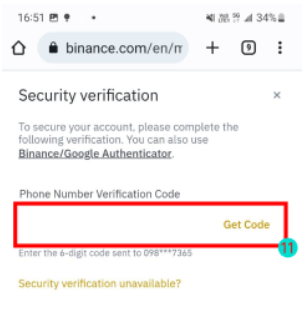 16:51 34%
binance.com/en/m 9
Security verification ×
To secure your account, please complete the
following verification. You can also use
Binance/Google Authenticator.
Phone Number Verification Code
Get Code
11
Enter the 6-digit code sent to 098***7365
Security verification unavailable?